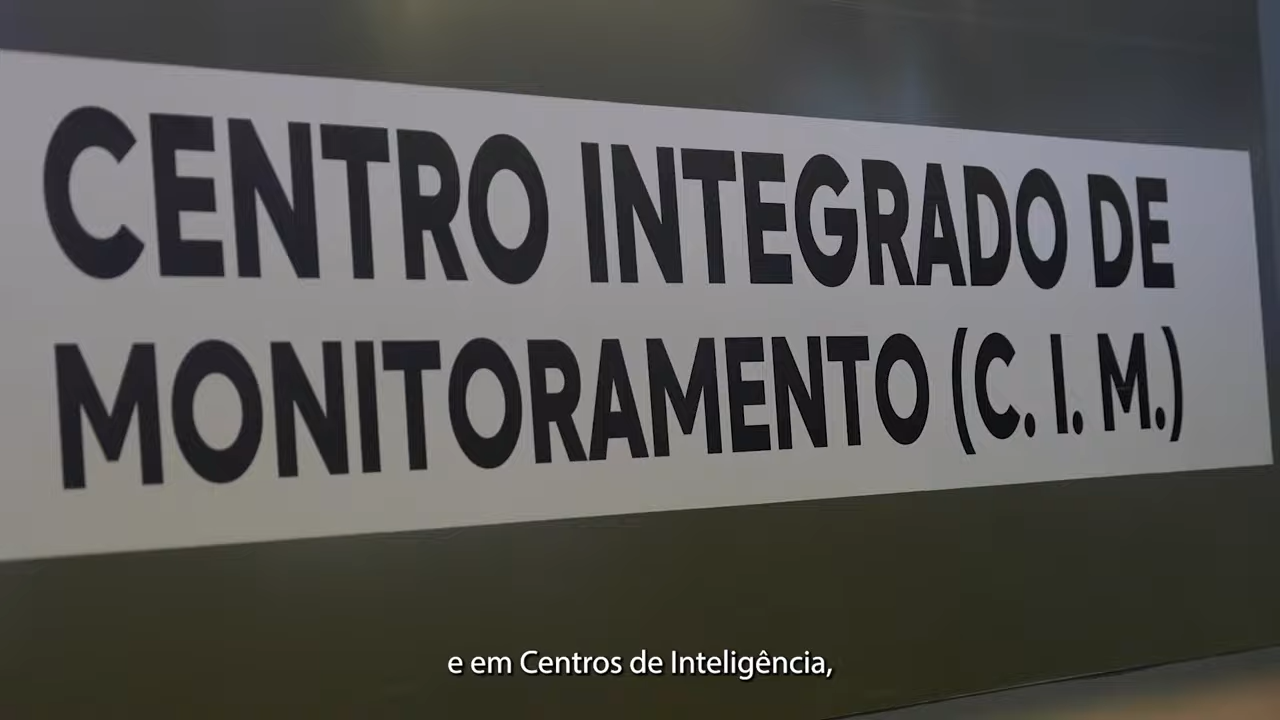 CENTRO INTEGRADO DE
MONITORAMENTO (C. I. M.)
e em Centros de Inteligência,